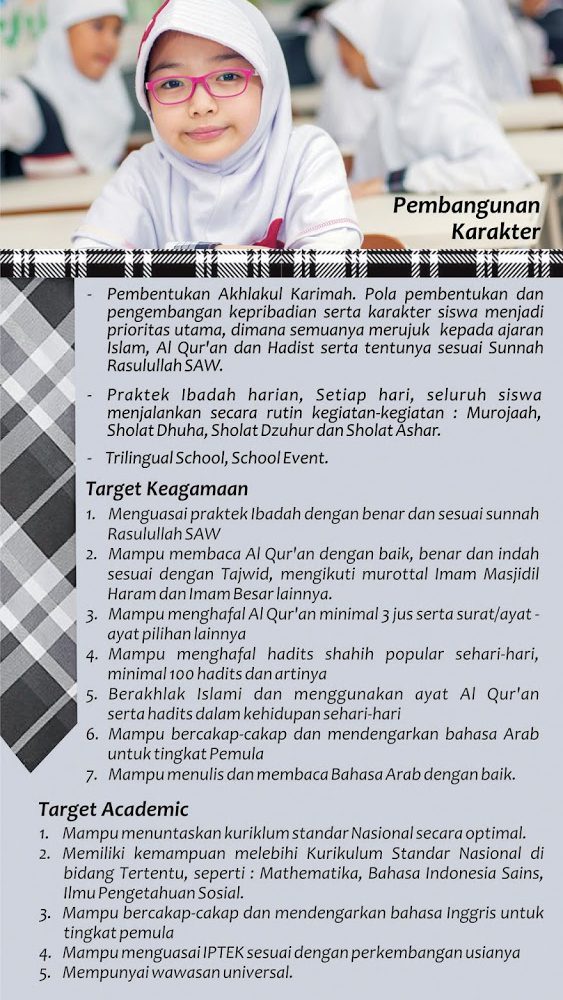 Pembangunan
Karakter
- Pembentukan Akhlakul Karimah. Pola pembentukan dan
pengembangan kepribadian serta karakter siswa menjadi
prioritas utama, dimana semuanya merujuk kepada ajaran
Islam, Al Qur'an dan Hadist serta tentunya sesuai Sunnah
Rasulullah SAW.
- Praktek Ibadah harian, Setiap hari, seluruh siswa
menjalankan secara rutin kegiatan-kegiatan : Murojaah,
Sholat Dhuha, Sholat Dzuhur dan Sholat Ashar.
- Trilingual School, School Event.
Target Keagamaan
1. Menguasai praktek Ibadah dengan benar dan sesuai sunnah
Rasulullah SAW
2. Mampu membaca Al Qur'an dengan baik, benar dan indah
sesuai dengan Tajwid, mengikuti murottal Imam Masjidil
Haram dan Imam Besar lainnya.
3. Mampu menghafal Al Qur'an minimal 3 jus serta surat/ayat -
ayat pilihan lainnya
4. Mampu menghafal hadits shahih popular sehari-hari,
minimal 100 hadits dan artinya
5. Berakhlak Islami dan menggunakan ayat Al Qur'an
serta hadits dalam kehidupan sehari-hari
6. Mampu bercakap-cakap dan mendengarkan bahasa Arab
untuk tingkat Pemula
7. Mampu menulis dan membaca Bahasa Arab dengan baik.
Target Academic
1. Mampu menuntaskan kuriklum standar Nasional secara optimal.
2. Memiliki kemampuan melebihi Kurikulum Standar Nasional di
bidang Tertentu, seperti : Mathematika, Bahasa Indonesia Sains,
Ilmu Pengetahuan Sosial.
3. Mampu bercakap-cakap dan mendengarkan bahasa Inggris untuk
tingkat pemula
4. Mampu menguasai IPTEK sesuai dengan perkembangan usianya
5. Mempunyai wawasan universal.